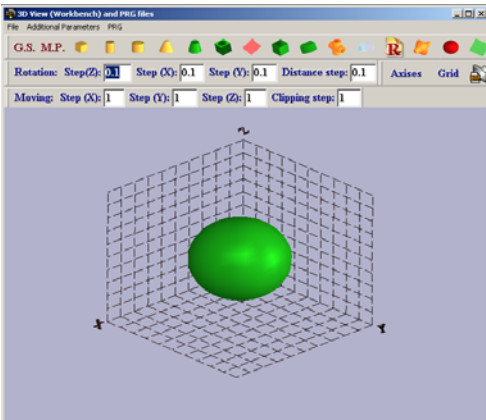 3D View (Workbench) and PRG files
File Additional Parameters PRG
G.S. M.P. R
Rotation: Step(Z): 0.1 Step (X): 0.1 Step (Y): 0.1 Distance step: 0.1 Axises Grid
Moving: Step (X): 1 Step (Y): 1 Step (Z): 1 Clipping step: 1
Z
X Y